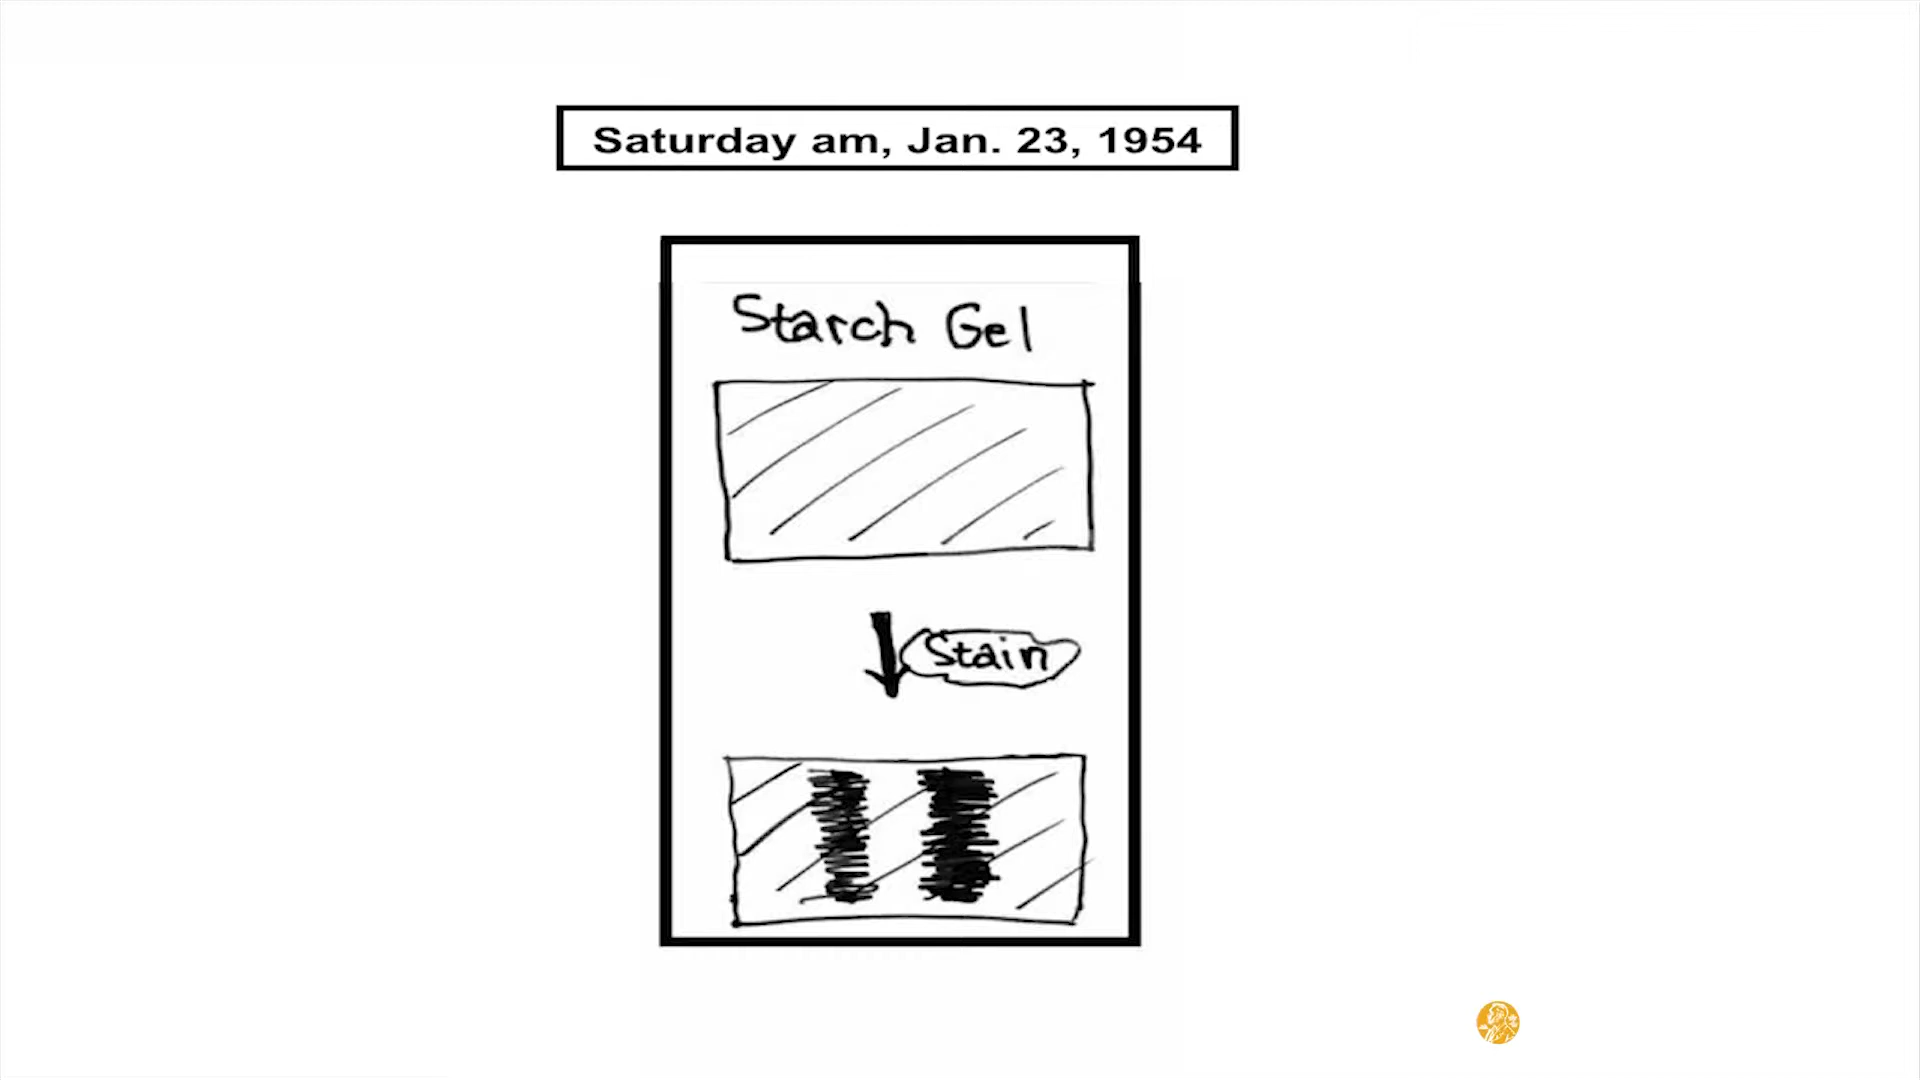 Saturday am, Jan. 23, 1954
Starch Gel
Stain